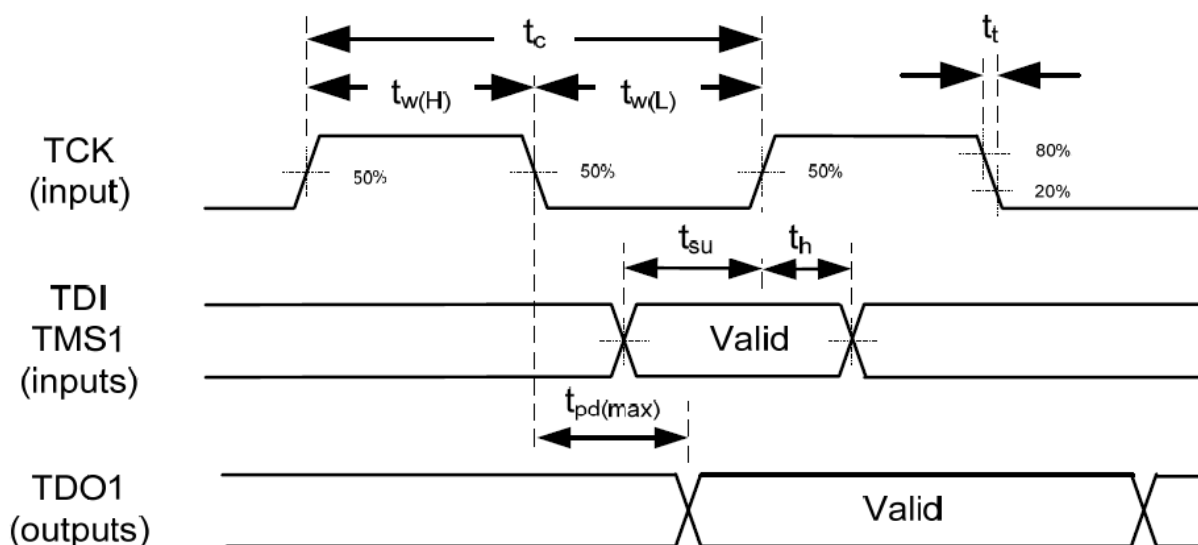 t_c
t_t
t_w(H)
t_w(L)
TCK
(input)
50%
50%
50%
80%
20%
t_su
t_h
TDI
TMS1
(inputs)
Valid
t_pd(max)
TDO1
(outputs)
Valid